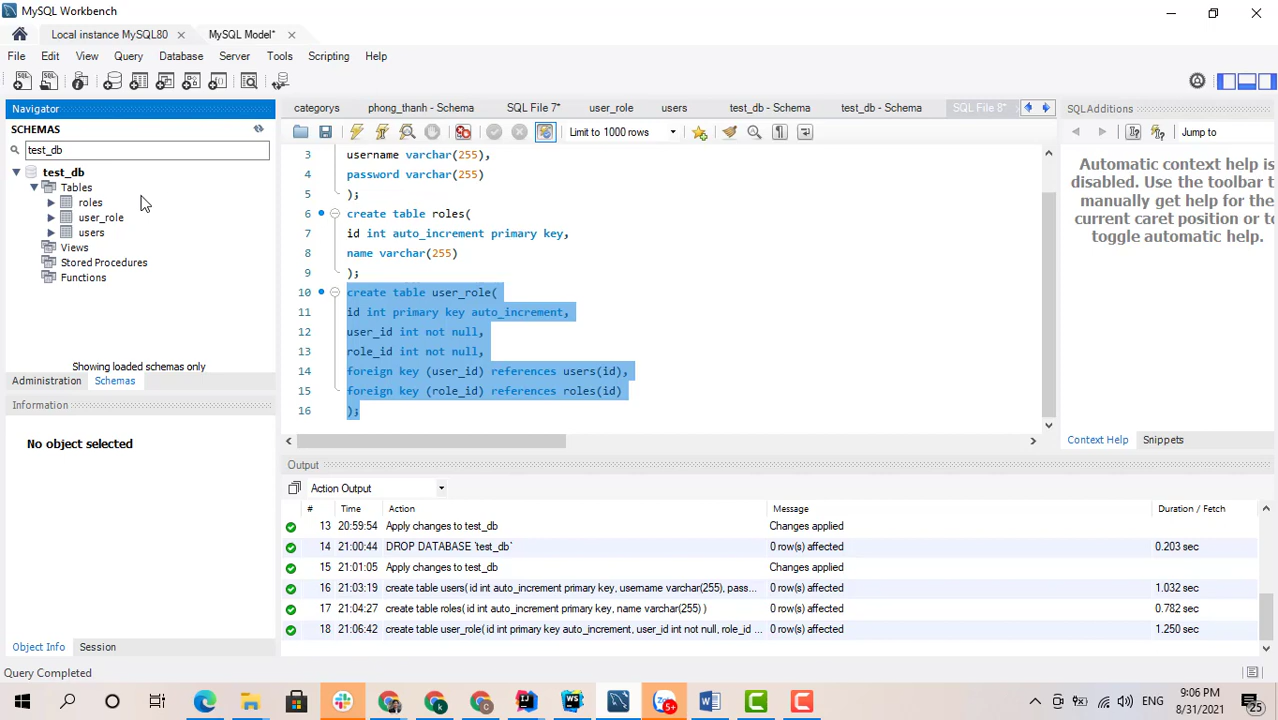 MySQL Workbench
Local instance MySQL80 MySQL Model*
File Edit View Query Database Server Tools Scripting Help
Navigator
SCHEMAS
test_db
test_db
Tables
roles
user_role
users
Views
Stored Procedures
Functions
Showing loaded schemas only
Administration Schemas
Information
No object selected
Object Info Session
Query Completed
categorys phong_thanh - Schema SQL File 7* user_role users test_db - Schema test_db - Schema SQL File 8*
Limit to 1000 rows
3 username varchar(255),
4 password varchar(255)
5 );
6 create table roles(
7 id int auto_increment primary key,
8 name varchar(255)
9 );
10 create table user_role(
11 id int primary key auto_increment,
12 user_id int not null,
13 role_id int not null,
14 foreign key (user_id) references users(id),
15 foreign key (role_id) references roles(id)
16 );
SQLAdditions
Jump to
Automatic context help is
disabled. Use the toolbar t
manually get help for the
current caret position or to
toggle automatic help.
Context Help Snippets
Output
Action Output
# Time Action Message Duration / Fetch
13 20:59:54 Apply changes to test_db Changes applied
14 21:00:44 DROP DATABASE `test_db` 0 row(s) affected 0.203 sec
15 21:01:05 Apply changes to test_db Changes applied
16 21:03:19 create table users( id int auto_increment primary key, username varchar(255), pass... 0 row(s) affected 1.032 sec
17 21:04:27 create table roles( id int auto_increment primary key, name varchar(255) ) 0 row(s) affected 0.782 sec
18 21:06:42 create table user_role( id int primary key auto_increment, user_id int not null, role_id ... 0 row(s) affected 1.250 sec
ENG
9:06 PM
8/31/2021
25
5+